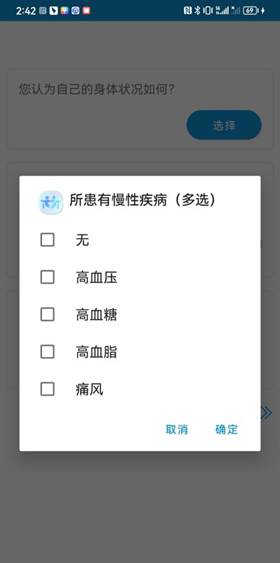 2:42
69
您认为自己的身体状况如何?
选择
所患有慢性疾病（多选）
无
高血压
高血糖
高血脂
痛风
取消 确定